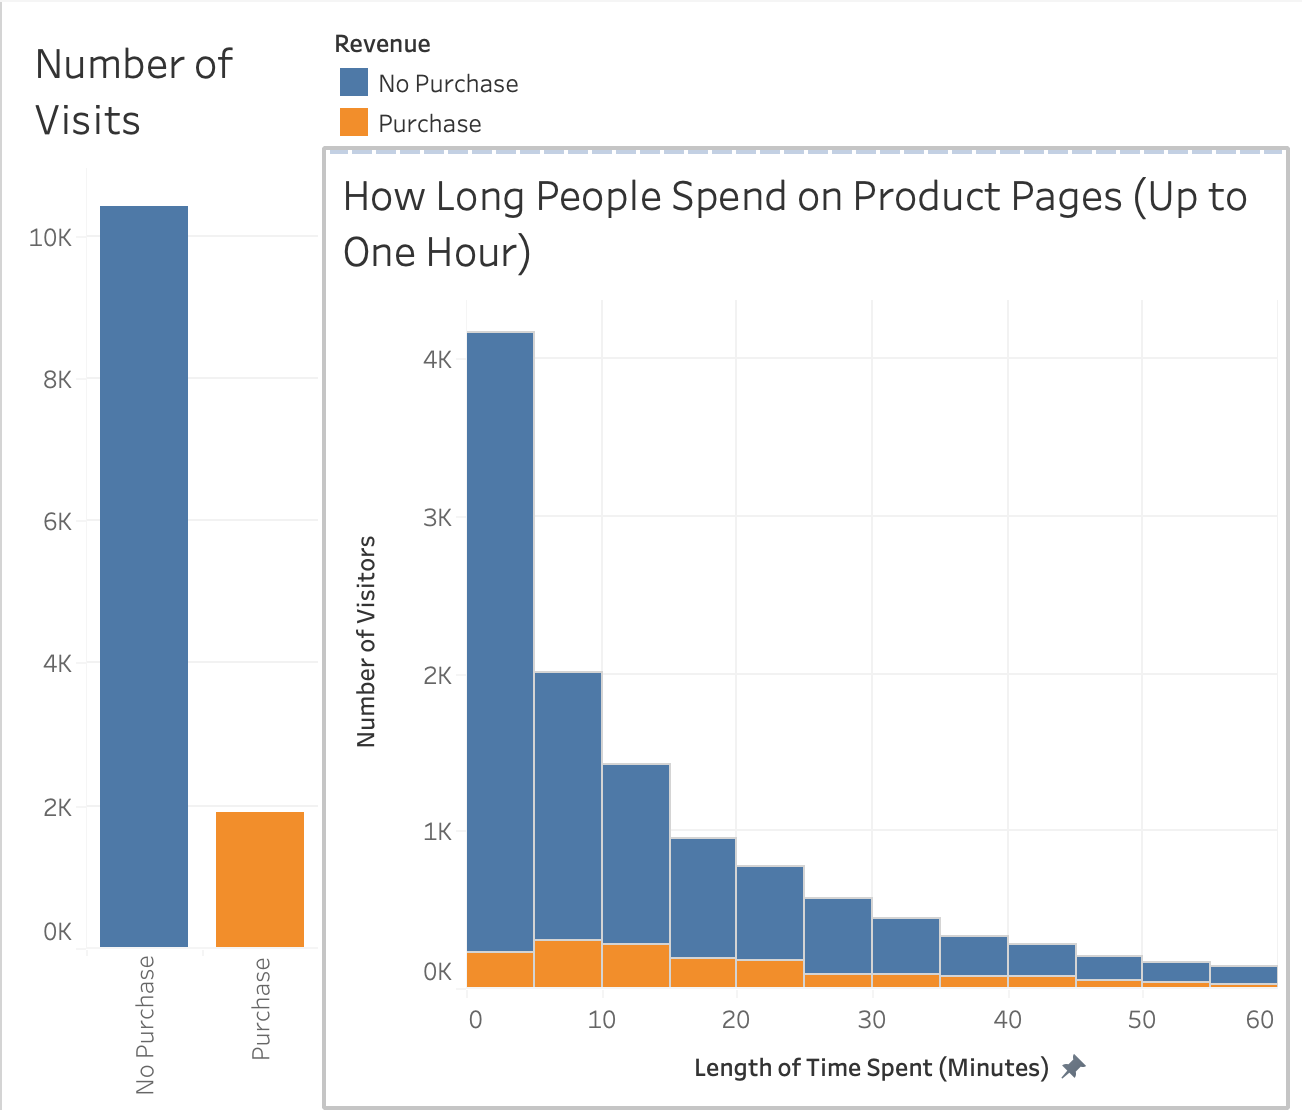 Number of
Visits
Revenue
No Purchase
Purchase
10K
8K
6K
4K
2K
0K
No Purchase
Purchase
How Long People Spend on Product Pages (Up to
One Hour)
Number of Visitors
4K
3K
2K
1K
0K
0 10 20 30 40 50 60
Length of Time Spent (Minutes)